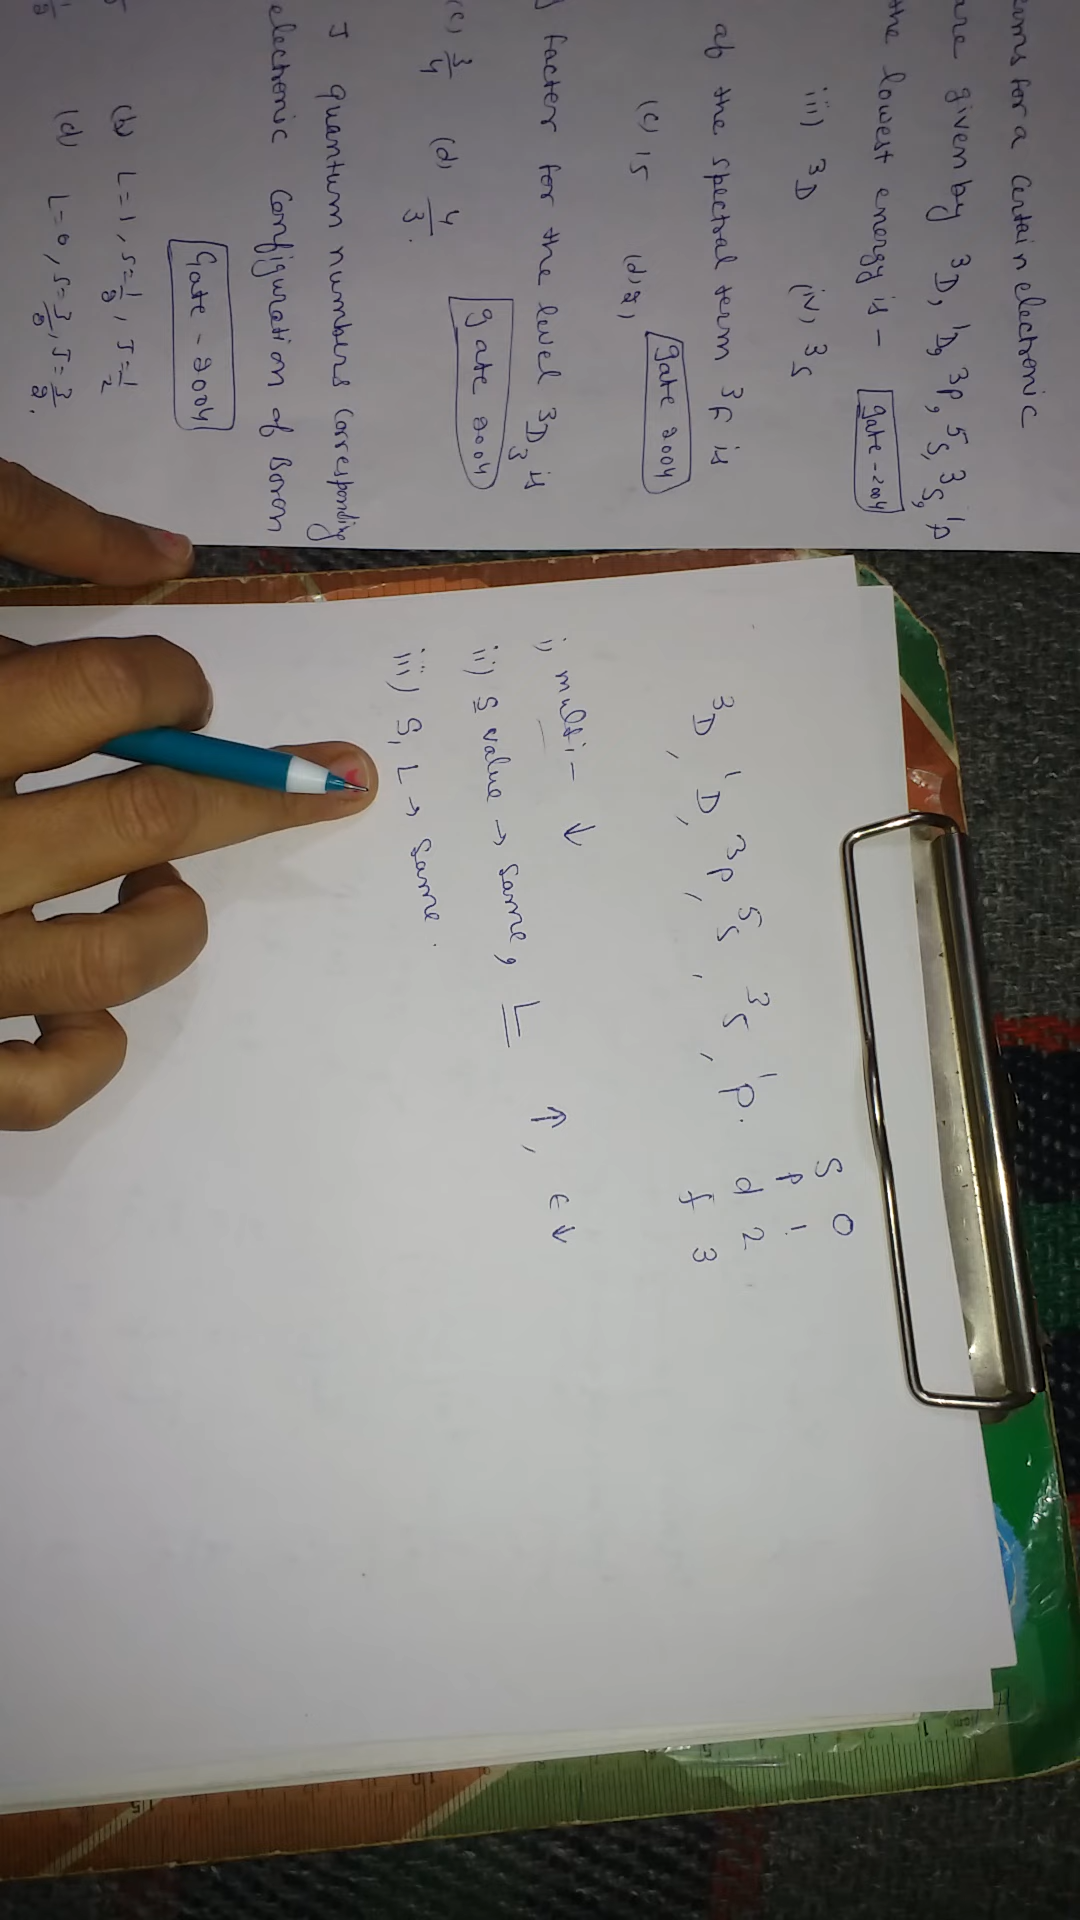 terms for a certain electronic
are given by ³D, ¹D, ³P, ⁵S, ³S, ¹P
the lowest energy is - gate-2004
iii) ³D iv) ³S
of the spectral term ³F is
(c) 15 (d) 21
gate 2004
factor for the level ³D₃ is
(c) 3/4 (d) 4/3.
gate 2004
J quantum numbers corresponding
electronic configuration of Boron
Gate - 2004
(b) L=1, S=1/2, J=1/2
(d) L=0, S=3/2, J=3/2.
S 0
p 1
³D, ¹D, ³P, ⁵S, ³S, ¹P. d 2
f 3
i) multi- ↓
ii) S value → same, L ↑, E↓
iii) S, L → same.